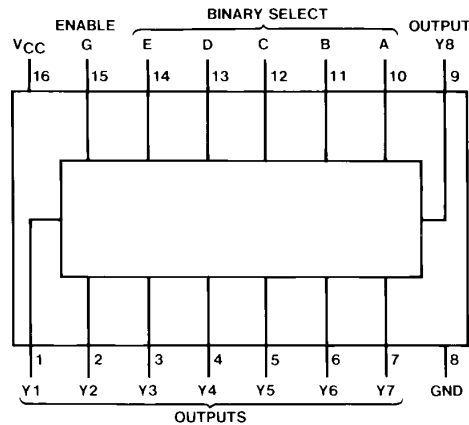 BINARY SELECT
ENABLE OUTPUT
VCC G E D C B A Y8
16 15 14 13 12 11 10 9
1 2 3 4 5 6 7 8
Y1 Y2 Y3 Y4 Y5 Y6 Y7 GND
OUTPUTS